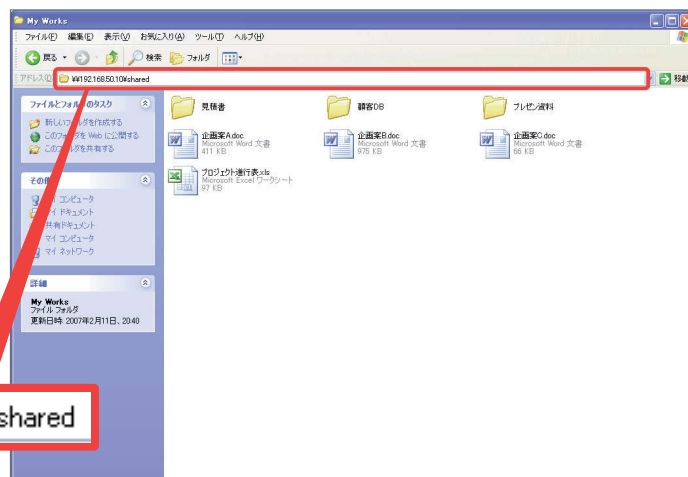 My Works
ファイル(F) 編集(E) 表示(V) お気に入り(A) ツール(T) ヘルプ(H)
戻る 検索 フォルダ
アドレス(D) ¥¥192.168.50.10¥shared 移動
ファイルとフォルダのタスク
新しいフォルダを作成する
このフォルダを Web に公開する
このフォルダを共有する
その他
マイ コンピュータ
マイ ドキュメント
共有ドキュメント
マイ コンピュータ
マイ ネットワーク
詳細
My Works
ファイル フォルダ
更新日時: 2007年2月11日、20:40
見積書
顧客DB
プレゼン資料
企画案A.doc
Microsoft Word 文書
411 KB
企画案B.doc
Microsoft Word 文書
975 KB
企画案C.doc
Microsoft Word 文書
66 KB
プロジェクト進行表.xls
Microsoft Excel ワークシート
97 KB
shared